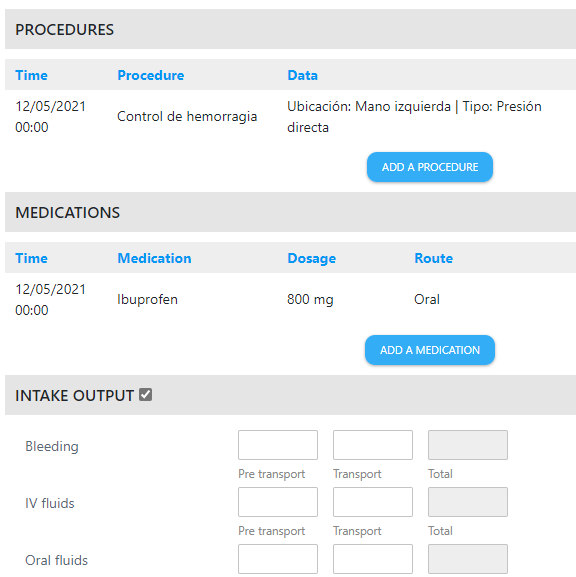 PROCEDURES
Time Procedure Data
12/05/2021 00:00 Control de hemorragia Ubicación: Mano izquierda | Tipo: Presión directa
ADD A PROCEDURE
MEDICATIONS
Time Medication Dosage Route
12/05/2021 00:00 Ibuprofen 800 mg Oral
ADD A MEDICATION
INTAKE OUTPUT
Bleeding
Pre transport Transport Total
IV fluids
Pre transport Transport Total
Oral fluids